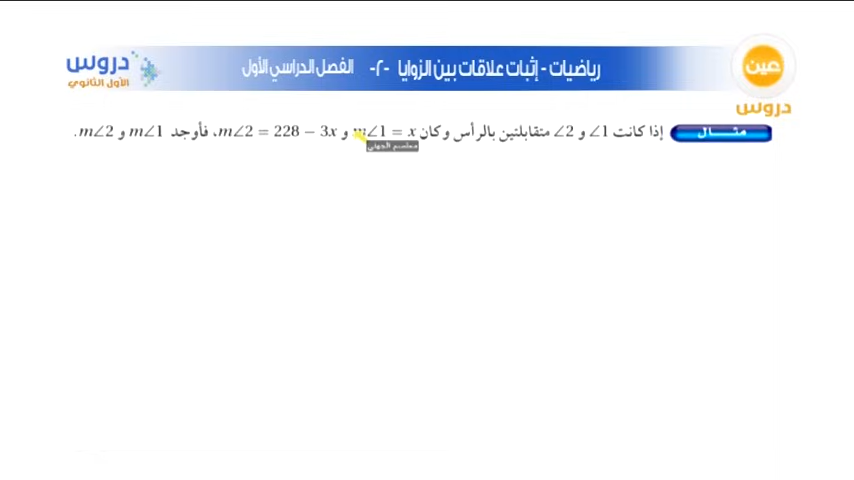 رياضيات - إثبات علاقات بين الزوايا -٢- الفصل الدراسي الأول
دروس
الأول الثانوي
عين
دروس
مثال إذا كانت 1∠ و 2∠ متقابلتين بالرأس وكان m∠1 = x و m∠2 = 228 − 3x، فأوجد m∠1 و m∠2 .